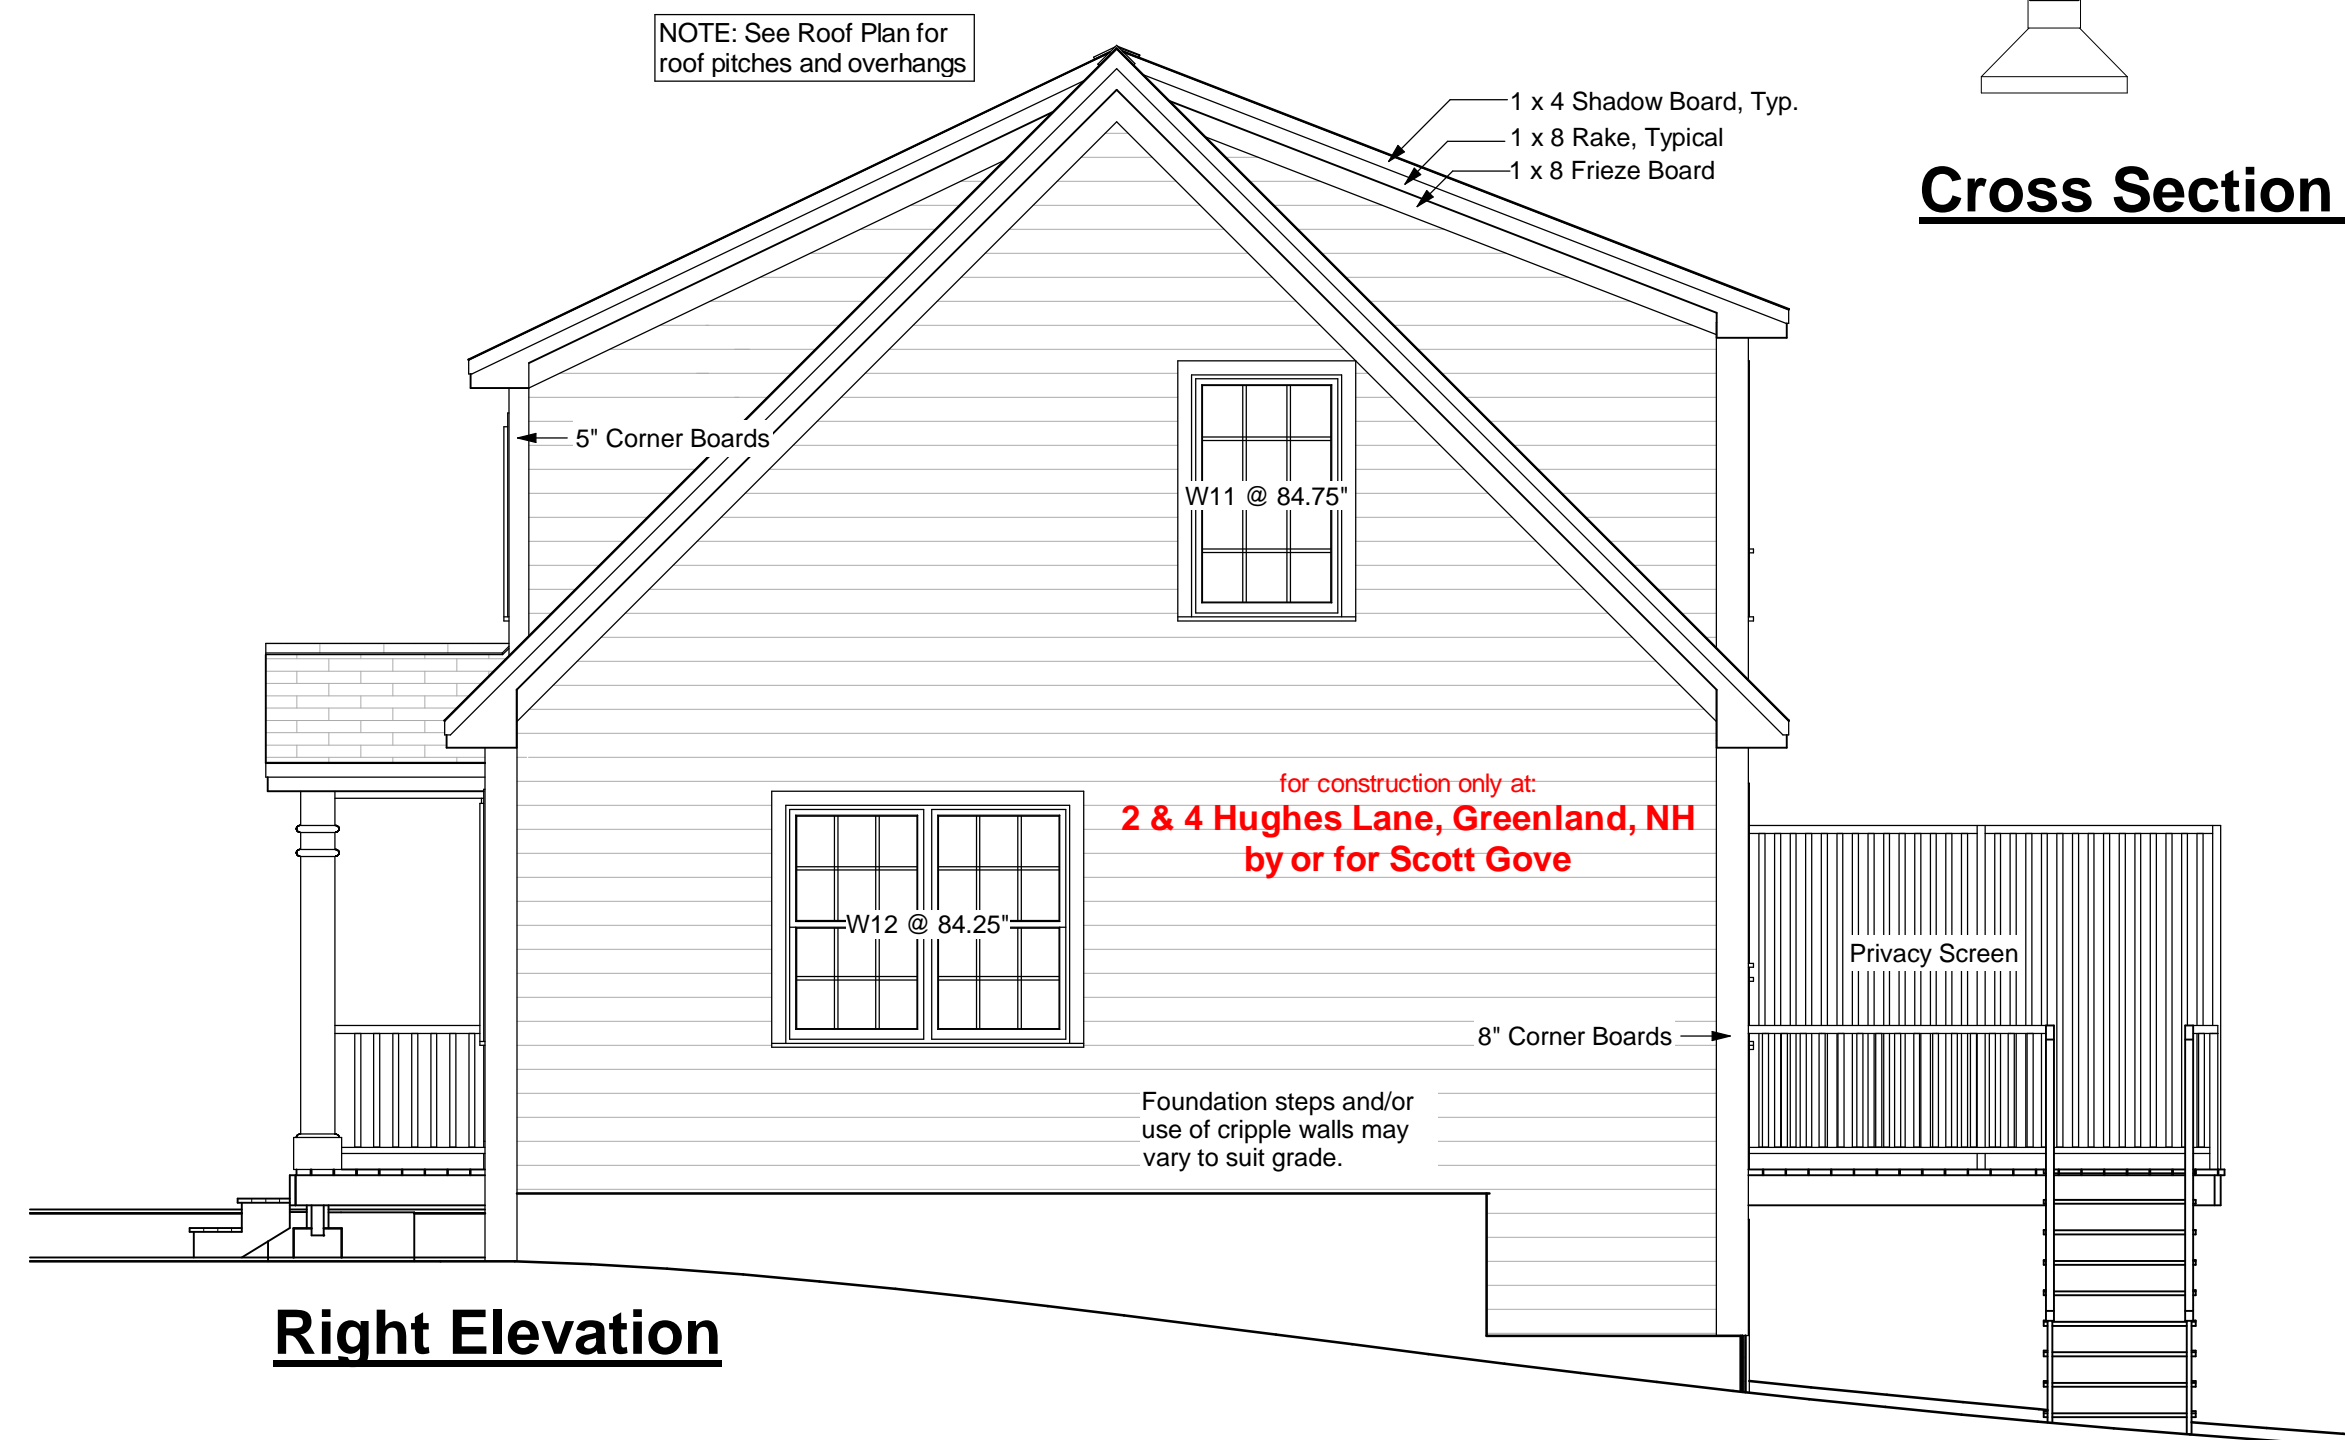 NOTE: See Roof Plan for
roof pitches and overhangs
1 x 4 Shadow Board, Typ.
1 x 8 Rake, Typical
1 x 8 Frieze Board
Cross Section
5" Corner Boards
W11 @ 84.75"
for construction only at:
2 & 4 Hughes Lane, Greenland, NH
by or for Scott Gove
W12 @ 84.25"
Privacy Screen
8" Corner Boards
Foundation steps and/or
use of cripple walls may
vary to suit grade.
Right Elevation